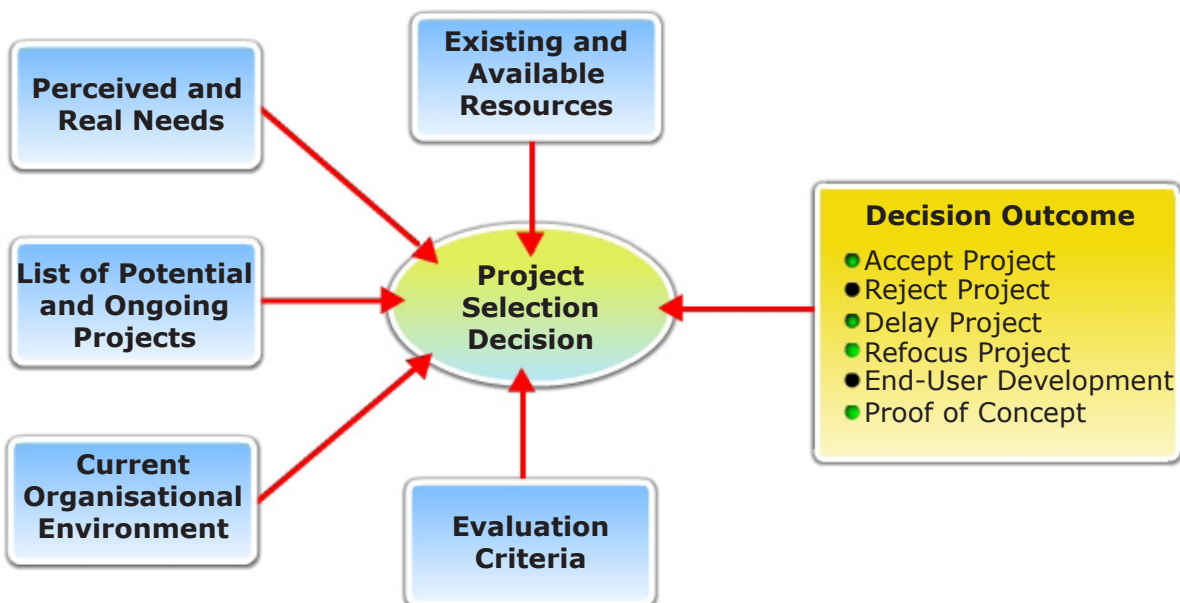 Perceived and
Real Needs
Existing and
Available
Resources
List of Potential
and Ongoing
Projects
Project
Selection
Decision
Decision Outcome
Accept Project
Reject Project
Delay Project
Refocus Project
End-User Development
Proof of Concept
Current
Organisational
Environment
Evaluation
Criteria